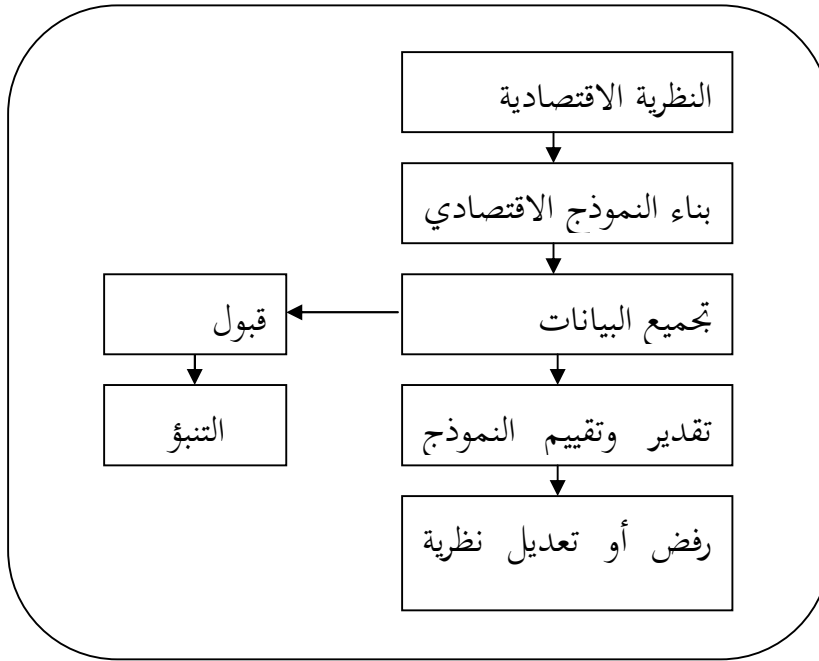 النظرية الاقتصادية
بناء النموذج الاقتصادي
تجميع البيانات
قبول
تقدير وتقييم النموذج
التنبؤ
رفض أو تعديل نظرية